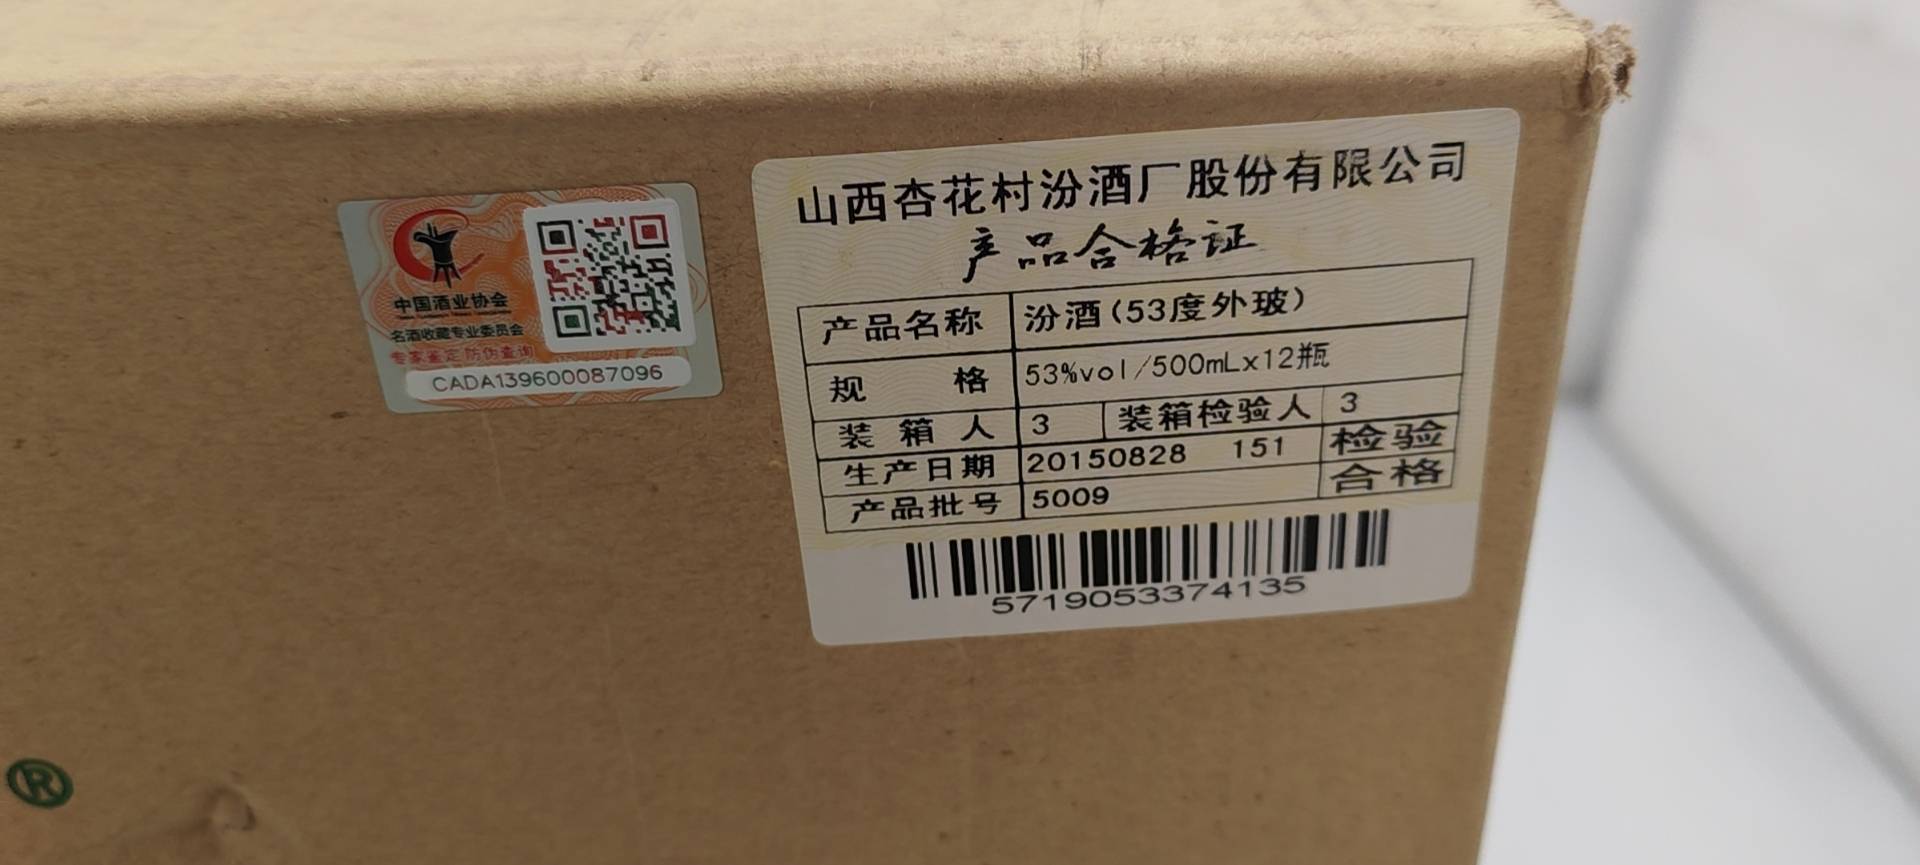 中国酒业协会
名酒收藏专业委员会
专家鉴定 防伪查询
CADA139600087096
山西杏花村汾酒厂股份有限公司
产品合格证
产品名称 汾酒(53度外玻)
规 格 53%vol/500mLx12瓶
装 箱 人 3 装箱检验人 3
生产日期 20150828 151 检验
产品批号 5009 合格
5719053374135
®